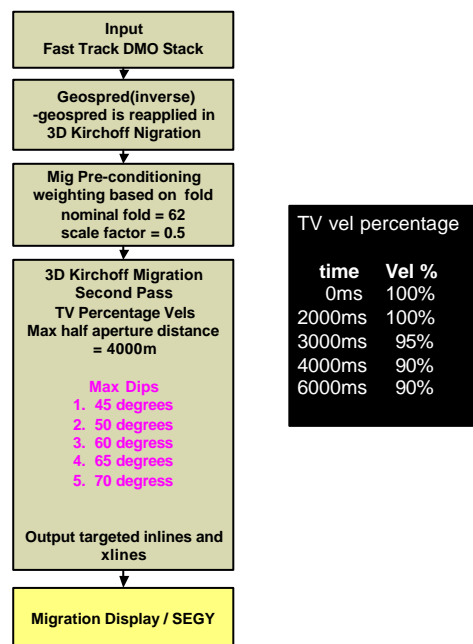 Input
Fast Track DMO Stack
Geospred(inverse)
-geospred is reapplied in
3D Kirchoff Nigration
Mig Pre-conditioning
weighting based on fold
nominal fold = 62
scale factor = 0.5
3D Kirchoff Migration
Second Pass
TV Percentage Vels
Max half aperture distance
= 4000m
Max Dips
1. 45 degrees
2. 50 degrees
3. 60 degress
4. 65 degrees
5. 70 degress
Output targeted inlines and
xlines
Migration Display / SEGY
TV vel percentage
time Vel %
0ms 100%
2000ms 100%
3000ms 95%
4000ms 90%
6000ms 90%